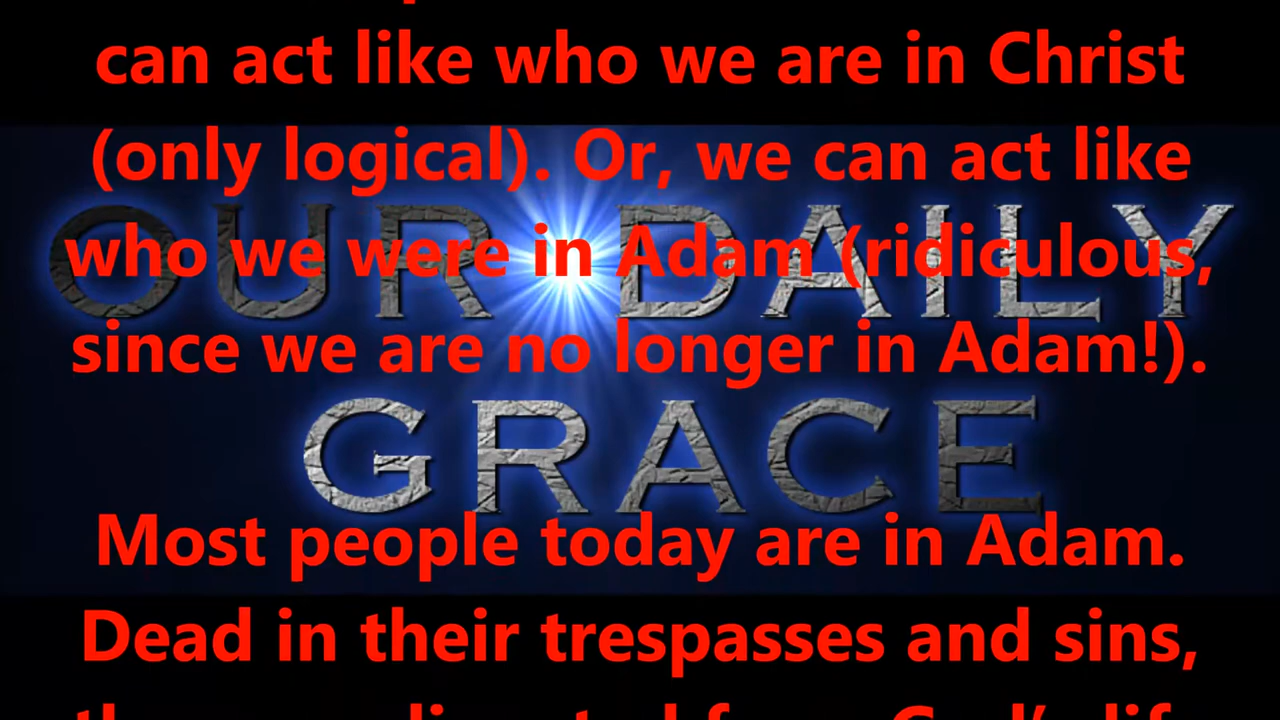 can act like who we are in Christ
(only logical). Or, we can act like
OUR DAILY
who we were in Adam (ridiculous,
since we are no longer in Adam!).
GRACE
Most people today are in Adam.
Dead in their trespasses and sins,